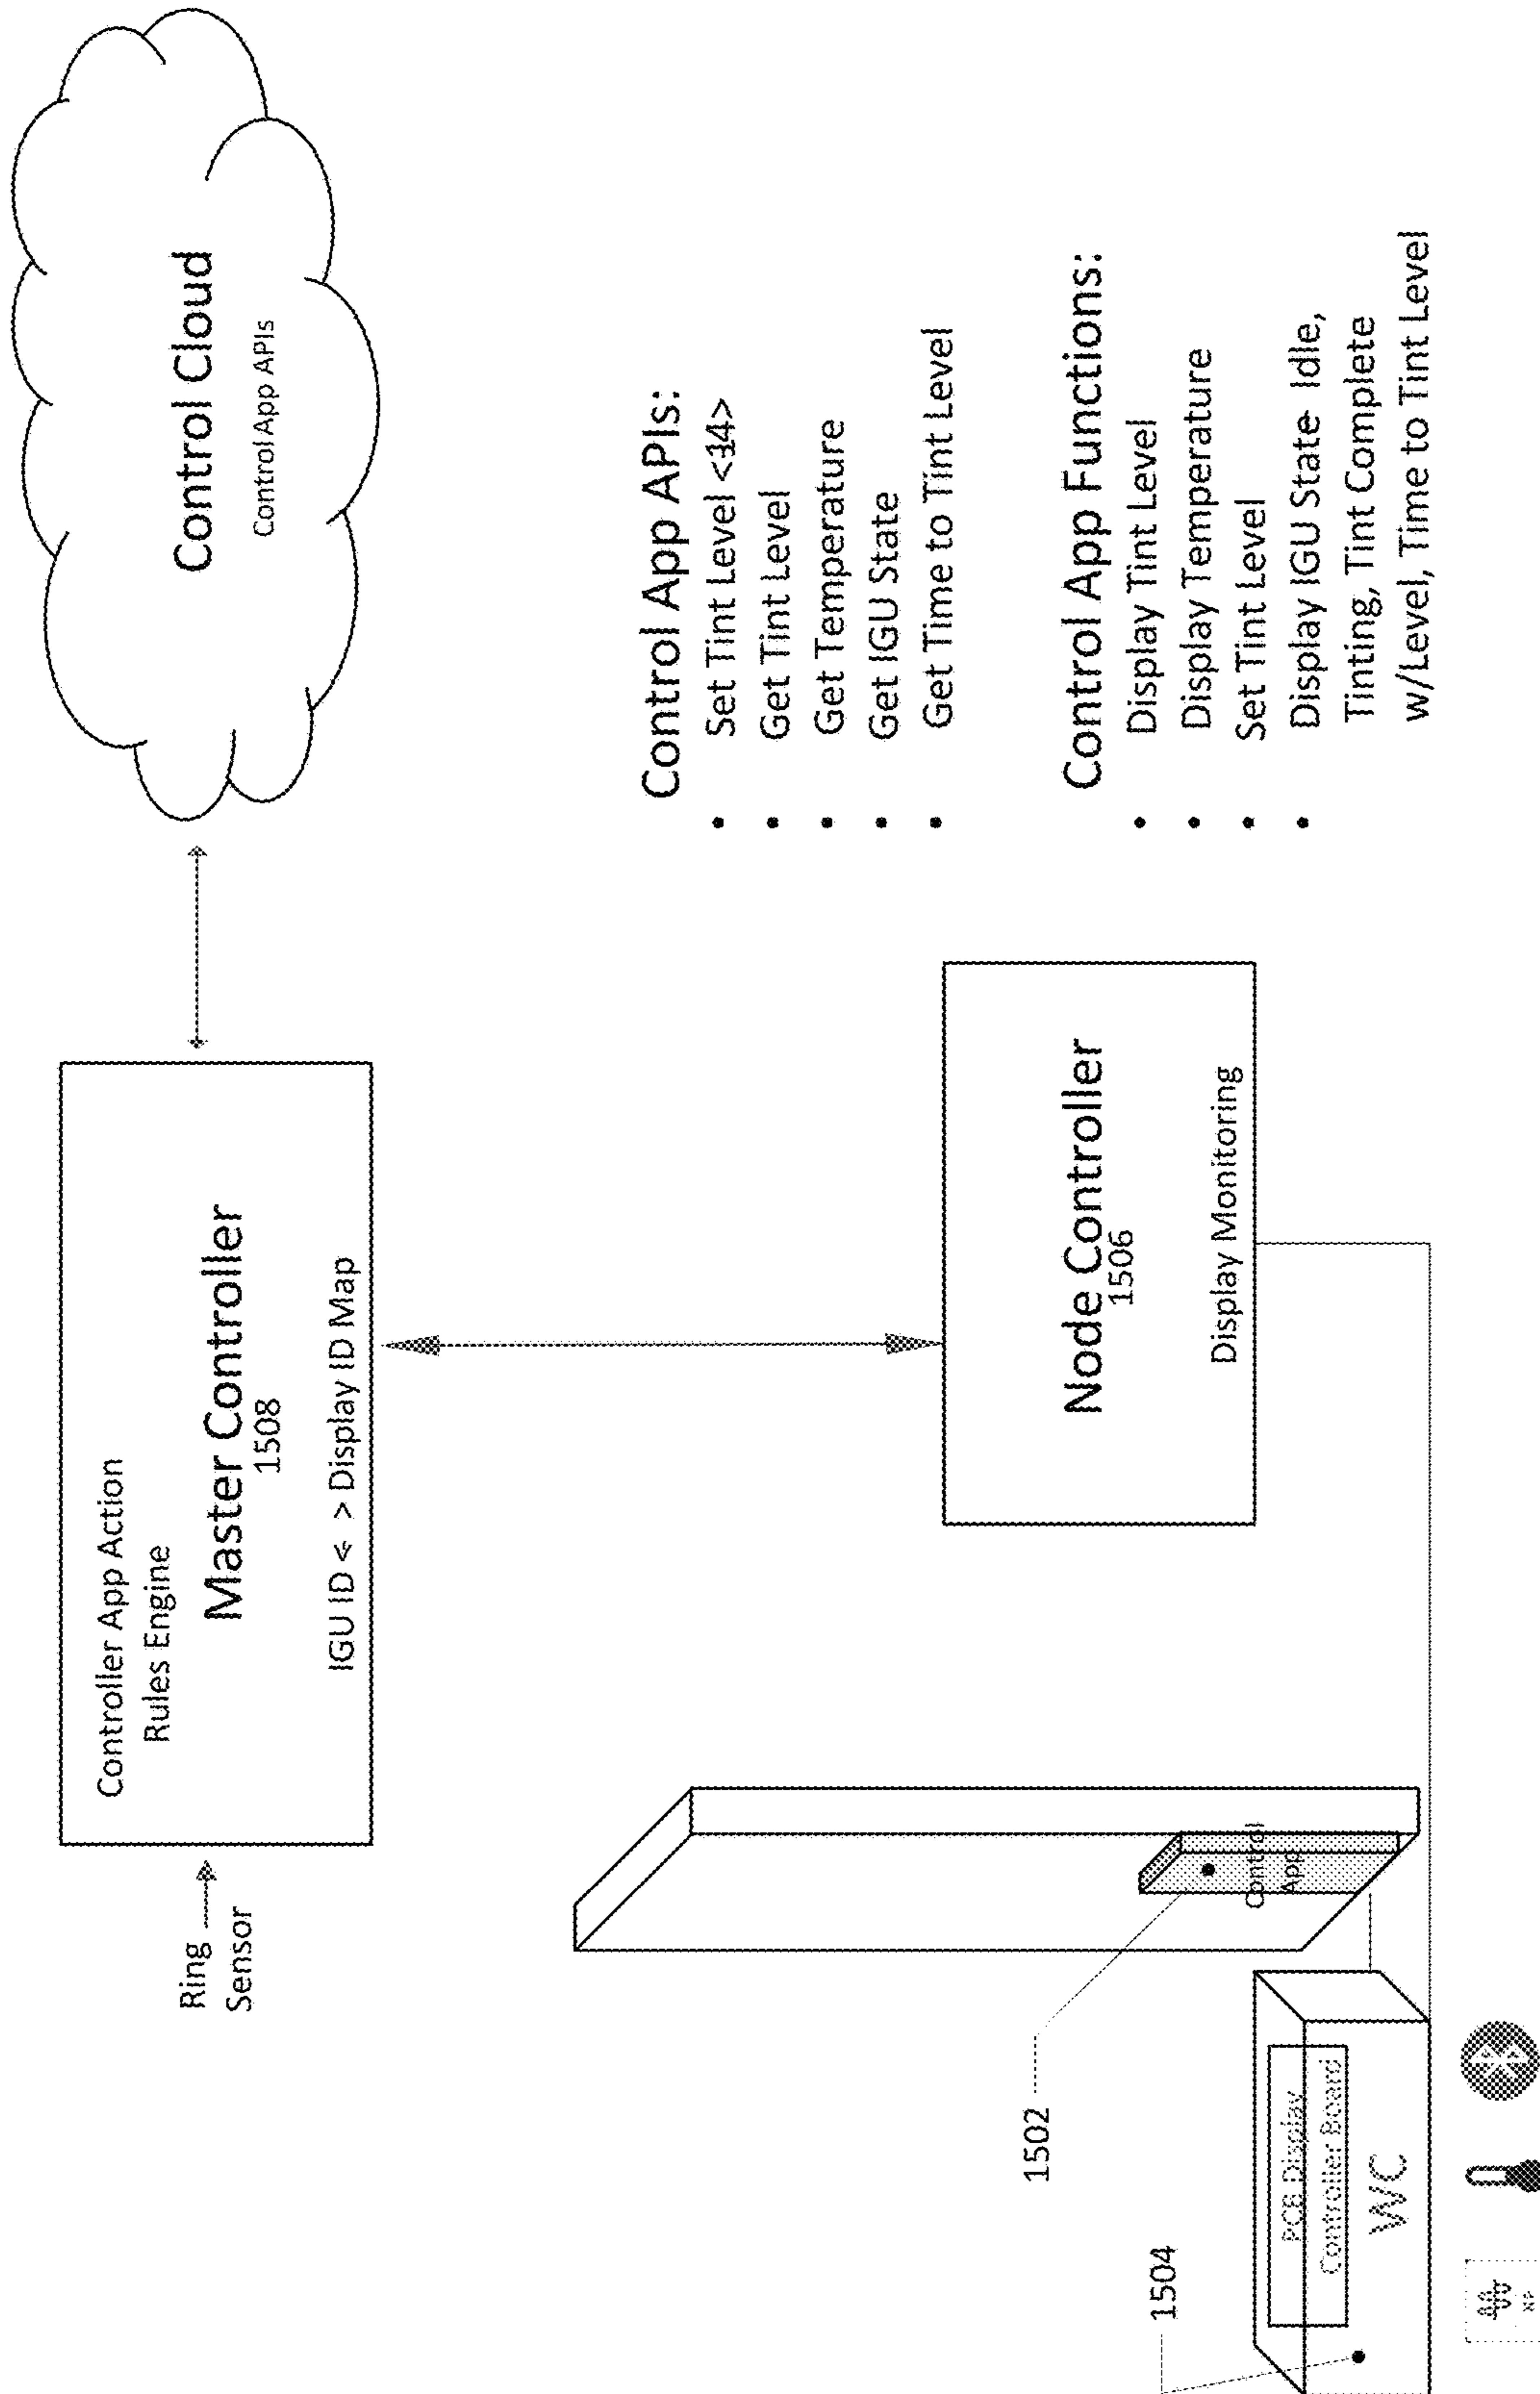 Ring
Sensor
Controller App Action
Rules Engine
Master Controller
1508
IGU ID < > Display ID Map
Control Cloud
Control App APIs
Control App APIs:
• Set Tint Level <14>
• Get Tint Level
• Get Temperature
• Get IGU State
• Get Time to Tint Level
Node Controller
1506
Display Monitoring
Control App Functions:
• Display Tint Level
• Display Temperature
• Set Tint Level
• Display IGU State- Idle,
Tinting, Tint Complete
w/Level, Time to Tint Level
1502
Control
App
1504
PCB Display
Controller Board
WC